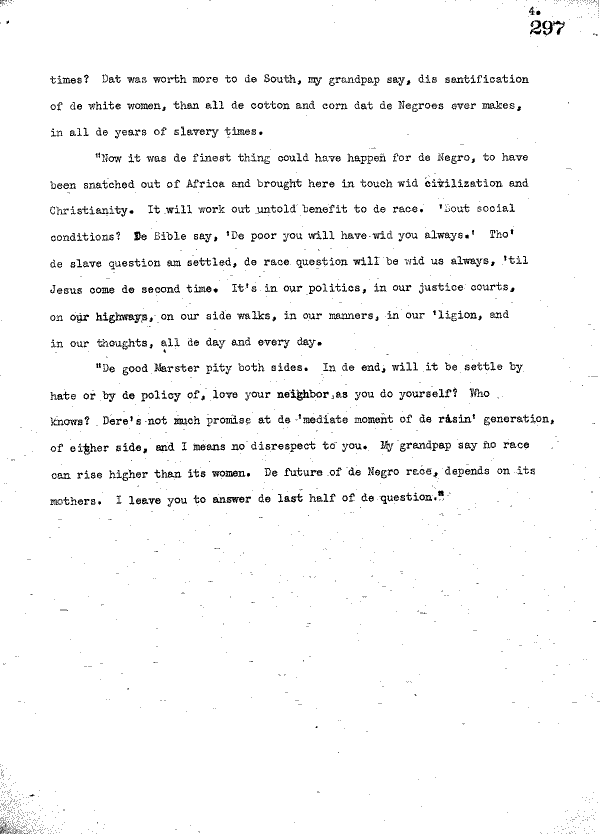 4.
297
times? Dat was worth more to de South, my grandpap say, dis santification
of de white women, than all de cotton and corn dat de Negroes ever makes,
in all de years of slavery times.
"Now it was de finest thing could have happen for de Negro, to have
been snatched out of Africa and brought here in touch wid civilization and
Christianity. It will work out untold benefit to de race. 'Bout social
conditions? De Bible say, 'De poor you will have wid you always.' Tho'
de slave question am settled, de race question will be wid us always, 'til
Jesus come de second time. It's in our politics, in our justice courts,
on our highways, on our side walks, in our manners, in our 'ligion, and
in our thoughts, all de day and every day.
"De good Marster pity both sides. In de end, will it be settle by
hate or by de policy of, love your neighbor, as you do yourself? Who
knows? Dere's not much promise at de 'mediate moment of de risin' generation,
of either side, and I means no disrespect to you. My grandpap say no race
can rise higher than its women. De future of de Negro race, depends on its
mothers. I leave you to answer de last half of de question."